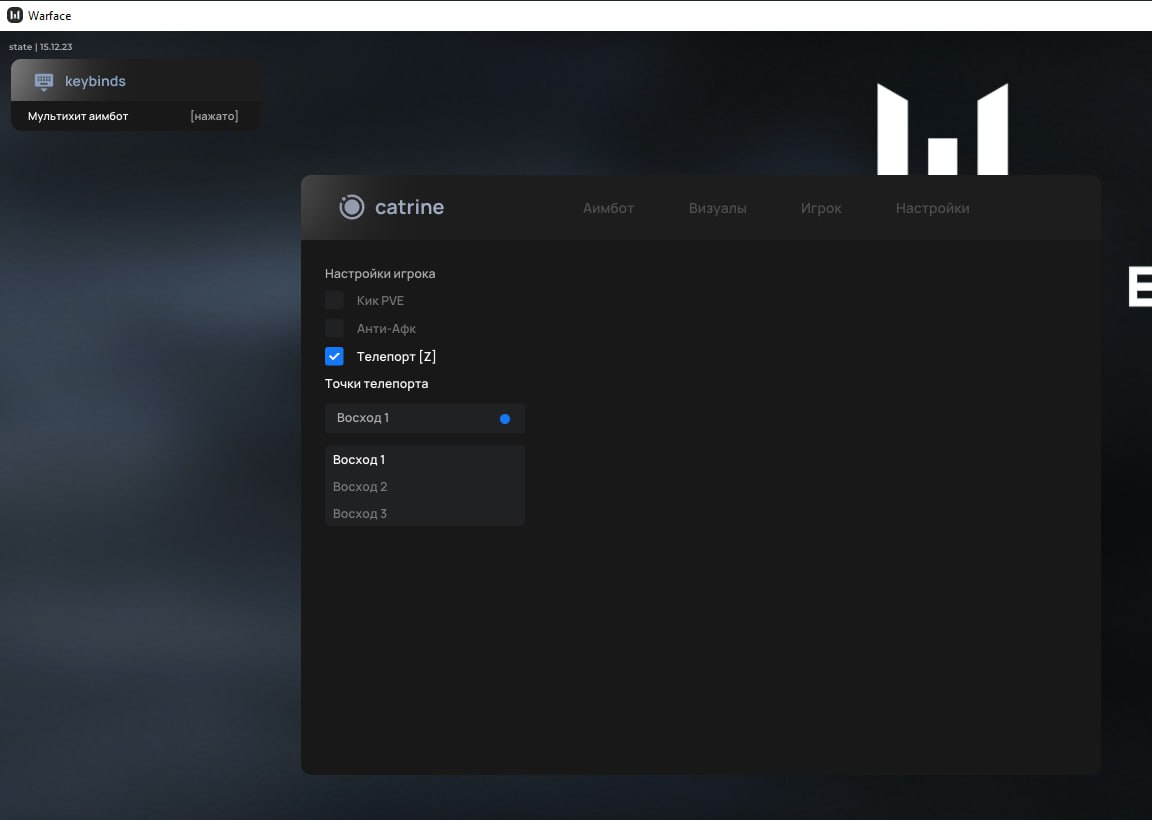 Warface
state | 15.12.23
keybinds
Мультихит аимбот [нажато]
catrine Аимбот Визуалы Игрок Настройки
Настройки игрока
Кик PVE
Анти-Афк
Телепорт [Z]
Точки телепорта
Восход 1
Восход 1
Восход 2
Восход 3